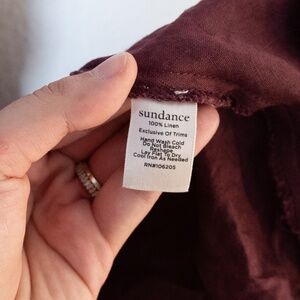 sundance
100% Linen
Exclusive Of Trims
Hand Wash Cold
Do Not Bleach
Reshape
Lay Flat To Dry
Cool Iron As Needed
RN#106205